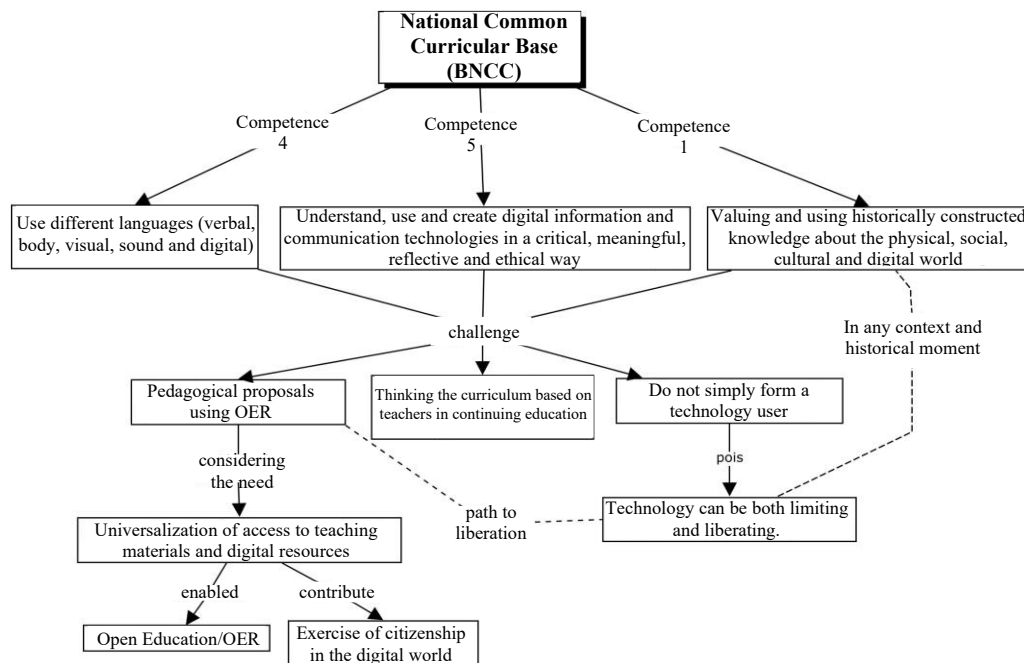 National Common
Curricular Base
(BNCC)
Competence
4
Competence
5
Competence
1
Use different languages (verbal,
body, visual, sound and digital)
Understand, use and create digital information and
communication technologies in a critical, meaningful,
reflective and ethical way
Valuing and using historically constructed
knowledge about the physical, social,
cultural and digital world
challenge
In any context and
historical moment
Pedagogical proposals
using OER
Thinking the curriculum based on
teachers in continuing education
Do not simply form a
technology user
considering
the need
pois
path to
liberation
Technology can be both limiting
and liberating.
Universalization of access to teaching
materials and digital resources
enabled
contribute
Open Education/OER
Exercise of citizenship
in the digital world